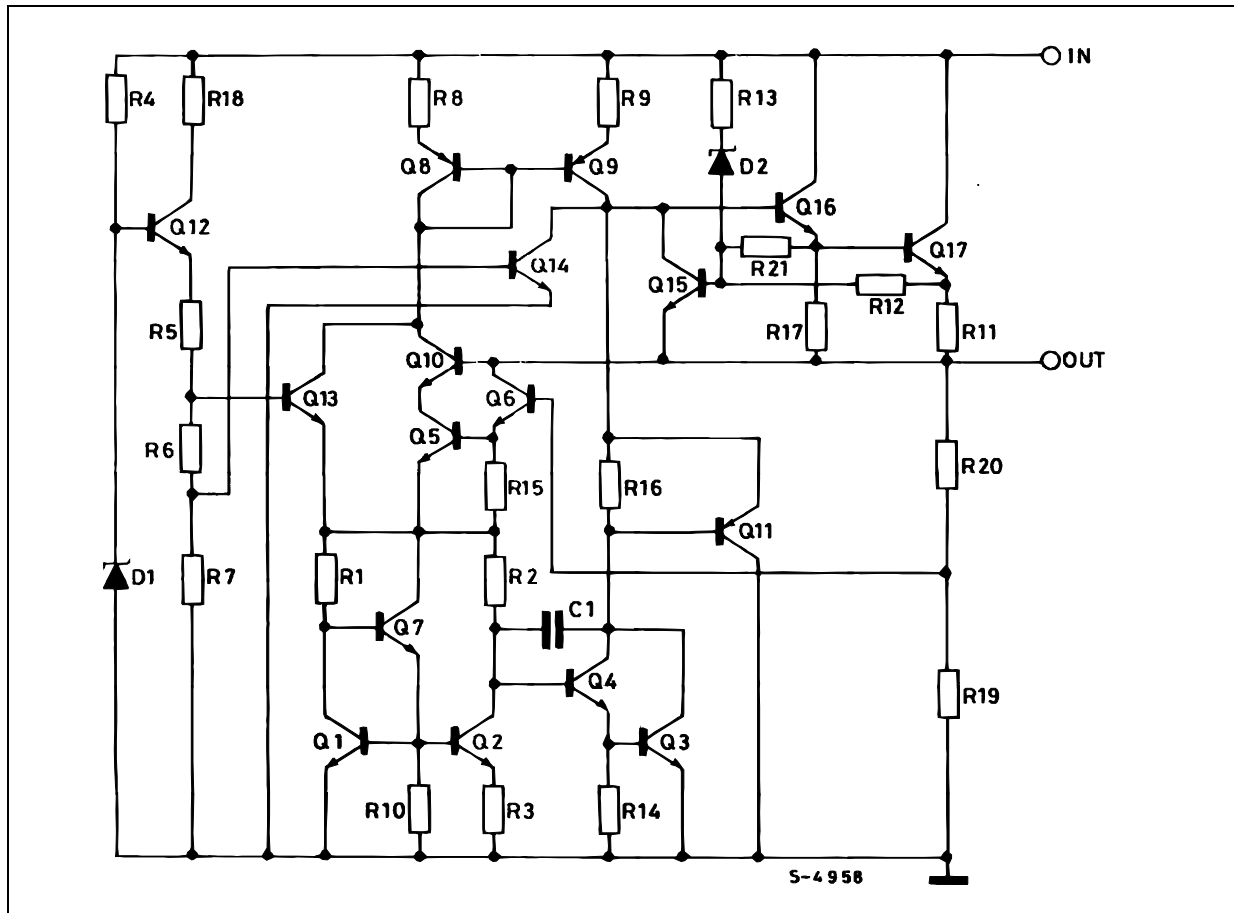 IN
R4 R18 R8 R9 R13
Q8 Q9 D2
Q12 Q16
Q14 R21 Q17
Q15 R12
R5 R17 R11
Q10 OUT
Q13 Q6
R6 Q5
R15 R16 R20
Q11
D1 R7 R1 R2
C1
Q7
Q4 R19
Q1 Q2 Q3
R10 R3 R14
S-4958